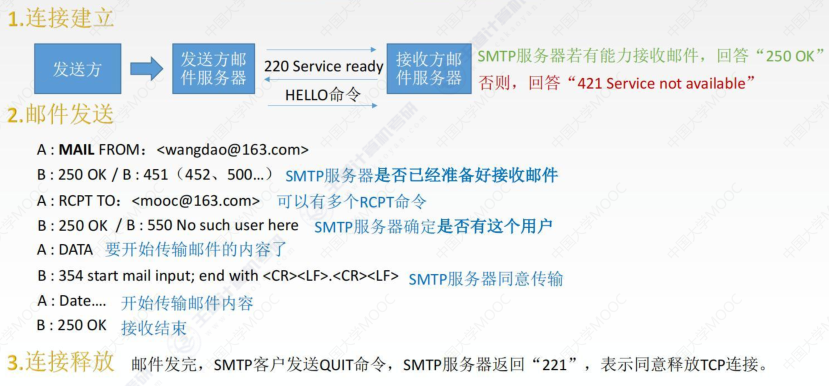 1.连接建立
发送方
发送方邮件服务器
220 Service ready
HELLO命令
接收方邮件服务器
SMTP服务器若有能力接收邮件，回答“250 OK”
否则，回答“421 Service not available”
2.邮件发送
A : MAIL FROM：<wangdao@163.com>
B : 250 OK / B : 451（452、500…） SMTP服务器是否已经准备好接收邮件
A : RCPT TO：<mooc@163.com> 可以有多个RCPT命令
B : 250 OK / B : 550 No such user here SMTP服务器确定是否有这个用户
A : DATA 要开始传输邮件的内容了
B : 354 start mail input; end with <CR><LF>.<CR><LF> SMTP服务器同意传输
A : Date…. 开始传输邮件内容
B : 250 OK 接收结束
3.连接释放 邮件发完，SMTP客户发送QUIT命令，SMTP服务器返回“221”，表示同意释放TCP连接。